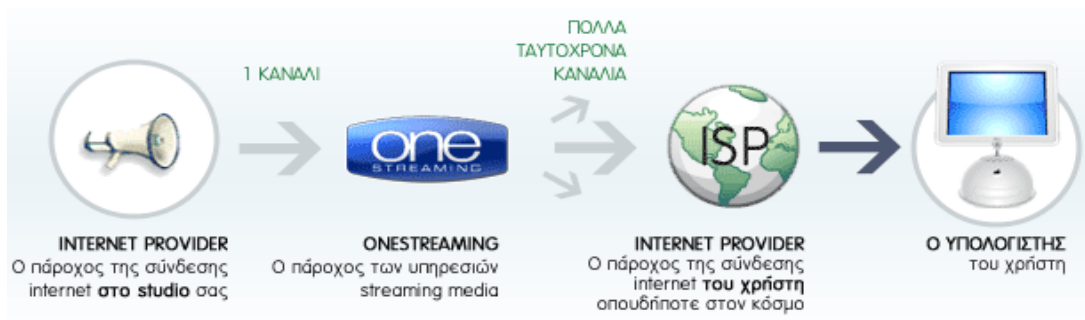 1 ΚΑΝΑΛΙ
ΠΟΛΛΑ
ΤΑΥΤΟΧΡΟΝΑ
ΚΑΝΑΛΙΑ
one
STREAMING
ISP
INTERNET PROVIDER
Ο πάροχος της σύνδεσης
internet στο studio σας
ONESTREAMING
Ο πάροχος των υπηρεσιών
streaming media
INTERNET PROVIDER
Ο πάροχος της σύνδεσης
internet του χρήστη
οπουδήποτε στον κόσμο
Ο ΥΠΟΛΟΓΙΣΤΗΣ
του χρήστη